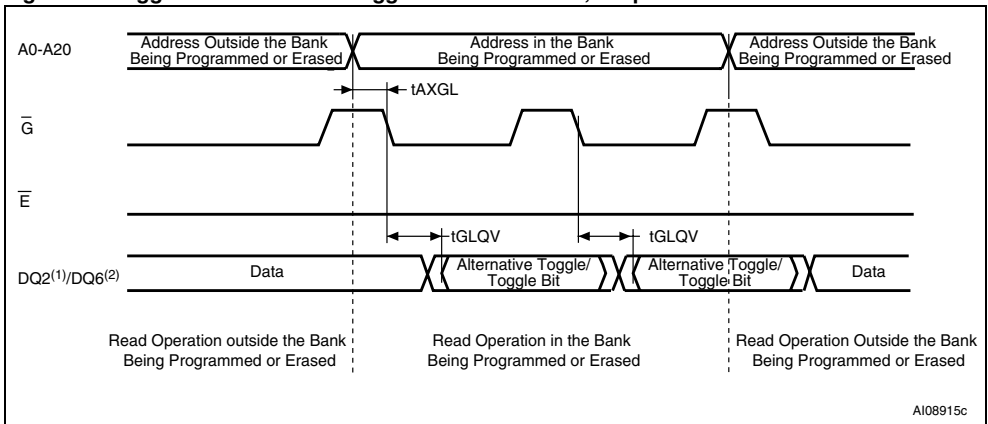 A0-A20
Address Outside the Bank
Being Programmed or Erased
Address in the Bank
Being Programmed or Erased
Address Outside the Bank
Being Programmed or Erased
tAXGL
G
E
tGLQV
tGLQV
DQ2(1)/DQ6(2)
Data
Alternative Toggle/
Toggle Bit
Alternative Toggle/
Toggle Bit
Data
Read Operation outside the Bank
Being Programmed or Erased
Read Operation in the Bank
Being Programmed or Erased
Read Operation Outside the Bank
Being Programmed or Erased
AI08915c